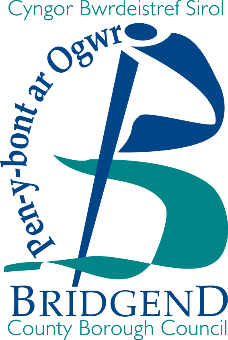 Cyngor Bwrdeistref Sirol
Pen-y-bont ar Ogwr
BRIDGEND
County Borough Council